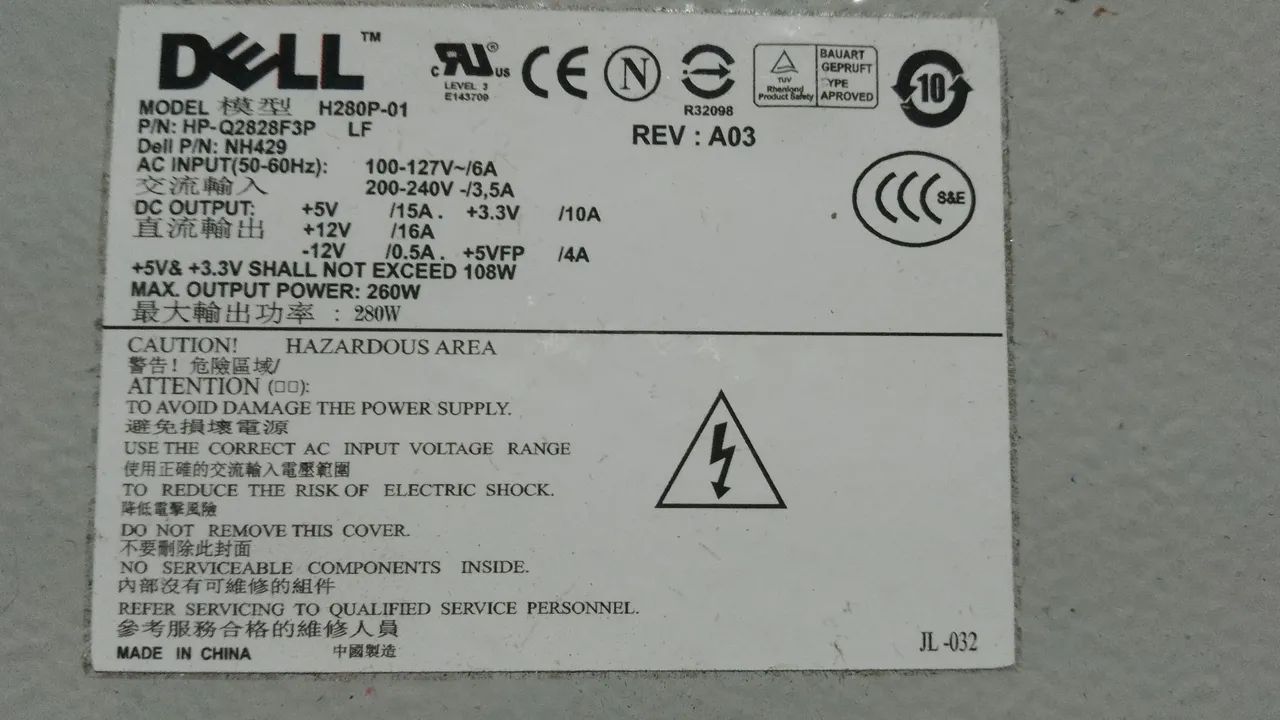 DELL™
c RU® US
LEVEL 3
E143709
CE
N
R32098
TUV
Rheinland
Product Safety
BAUART
GEPRUFT
TYPE
APROVED
10
MODEL 模型 H280P-01
P/N: HP-Q2828F3P LF
REV : A03
Dell P/N: NH429
AC INPUT(50-60Hz): 100-127V~/6A
交流輸入 200-240V -/3,5A
CCC S&E
DC OUTPUT: +5V /15A . +3.3V /10A
直流輸出 +12V /16A
-12V /0.5A . +5VFP /4A
+5V& +3.3V SHALL NOT EXCEED 108W
MAX. OUTPUT POWER: 260W
最大輸出功率 : 280W
CAUTION! HAZARDOUS AREA
警告! 危險區域/
ATTENTION (□□):
TO AVOID DAMAGE THE POWER SUPPLY.
避免損壞電源
USE THE CORRECT AC INPUT VOLTAGE RANGE
使用正確的交流輸入電壓範圍
TO REDUCE THE RISK OF ELECTRIC SHOCK.
降低電擊風險
DO NOT REMOVE THIS COVER.
不要刪除此封面
NO SERVICEABLE COMPONENTS INSIDE.
內部沒有可維修的組件
REFER SERVICING TO QUALIFIED SERVICE PERSONNEL.
參考服務合格的維修人員
MADE IN CHINA 中國製造
JL -032